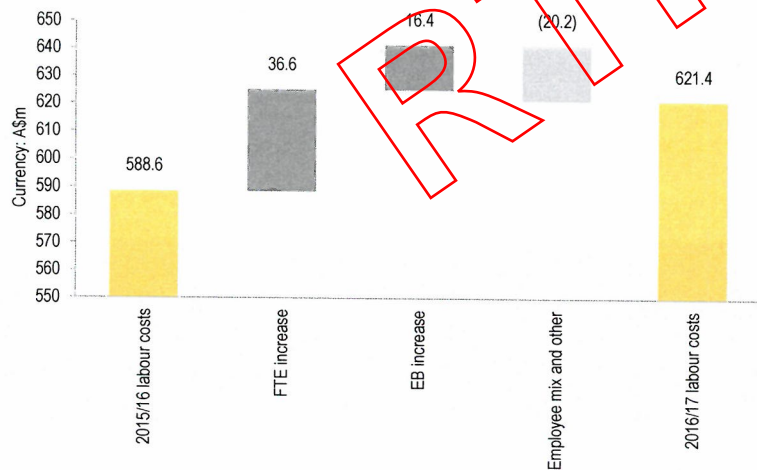 Currency: A$m
650
640
630
620
610
600
590
580
570
560
550
588.6
36.6
16.4
(20.2)
621.4
2015/16 labour costs
FTE increase
EB increase
Employee mix and other
2016/17 labour costs